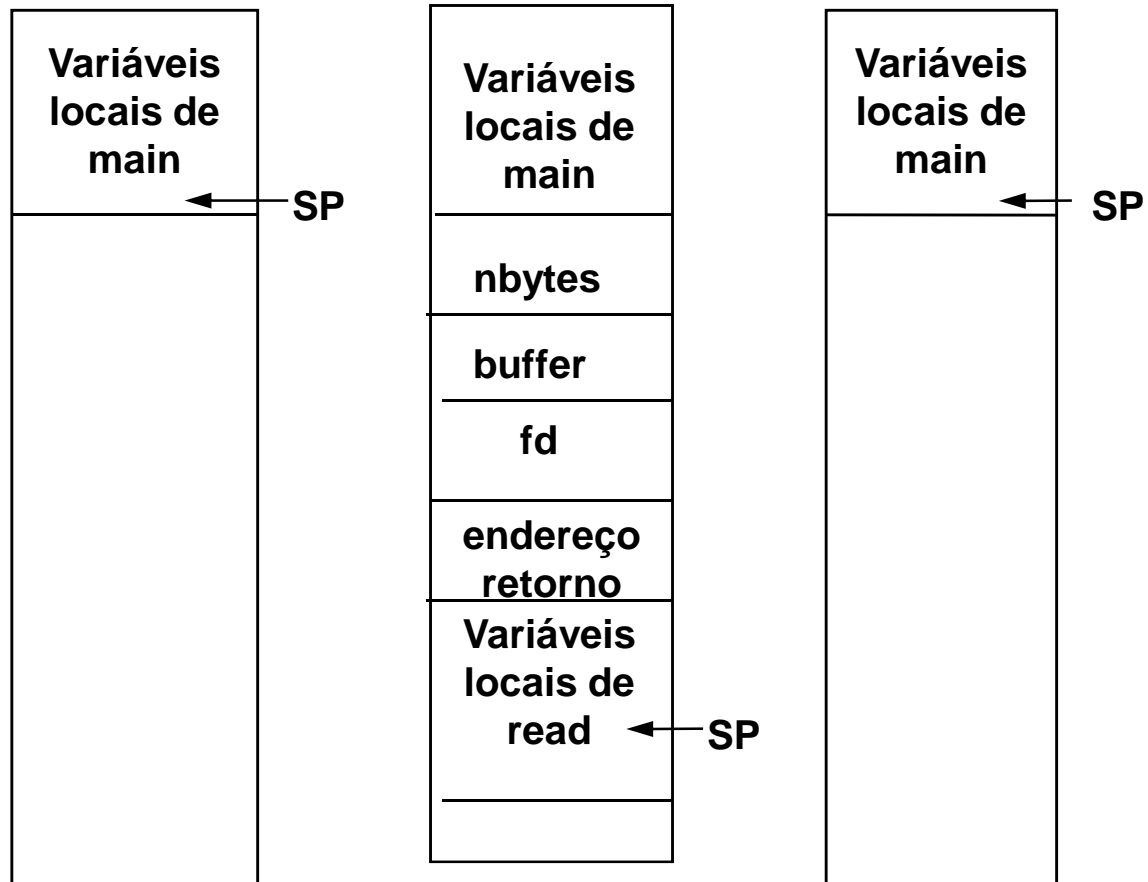 Variáveis
locais de
main
SP
Variáveis
locais de
main
nbytes
buffer
fd
endereço
retorno
Variáveis
locais de
read
SP
Variáveis
locais de
main
SP